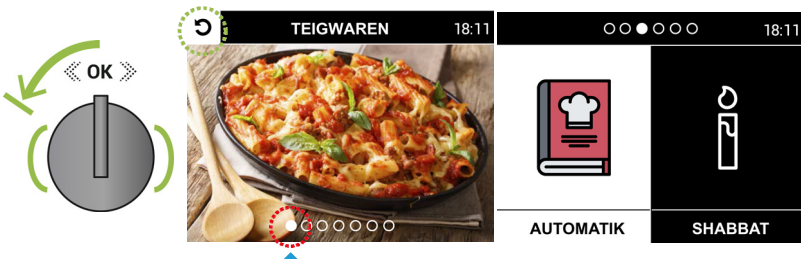 OK
TEIGWAREN 18:11
18:11
AUTOMATIK SHABBAT